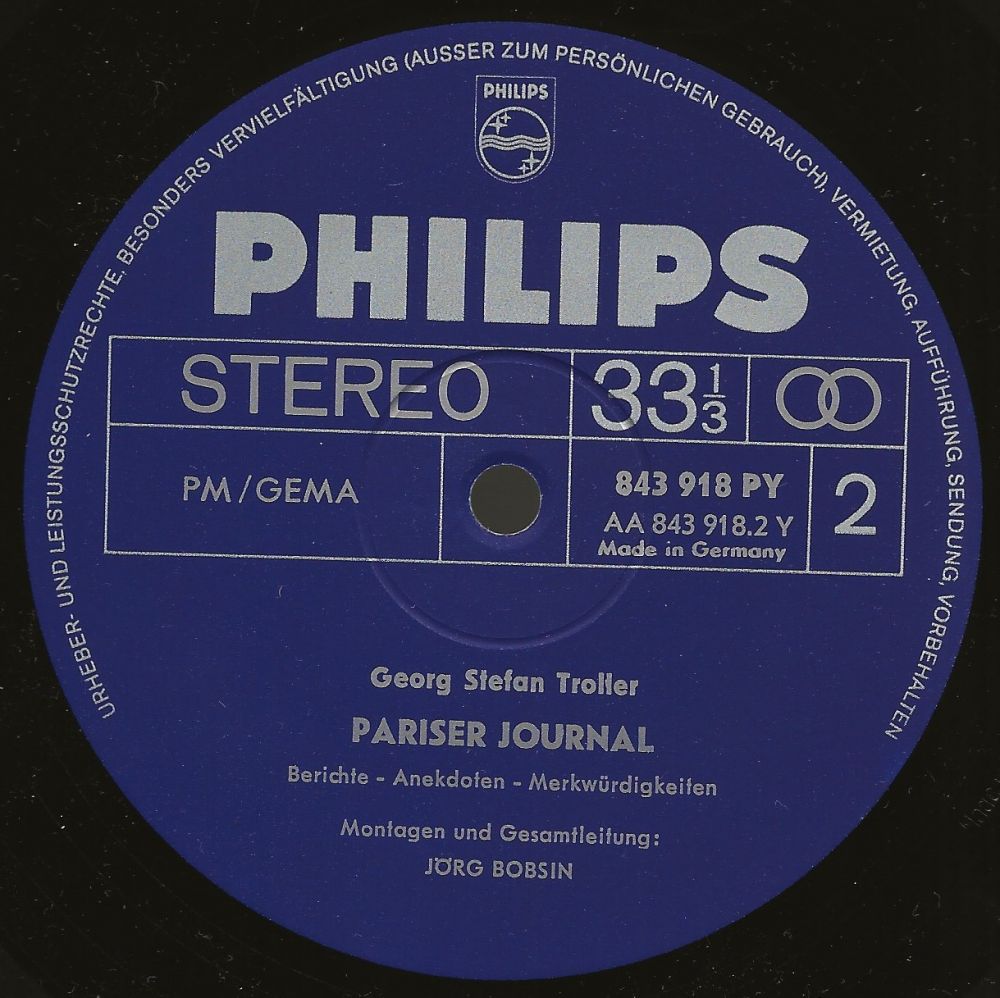 URHEBER- UND LEISTUNGSSCHUTZRECHTE, BESONDERS VERVIELFÄLTIGUNG (AUSSER ZUM PERSÖNLICHEN GEBRAUCH), VERMIETUNG, AUFFÜHRUNG, SENDUNG, VORBEHALTEN
PHILIPS
PHILIPS
STEREO 33 1/3
PM/GEMA
843 918 PY
AA 843 918.2 Y
Made in Germany
2
Georg Stefan Troller
PARISER JOURNAL
Berichte - Anekdoten - Merkwürdigkeiten
Montagen und Gesamtleitung:
JÖRG BOBSIN